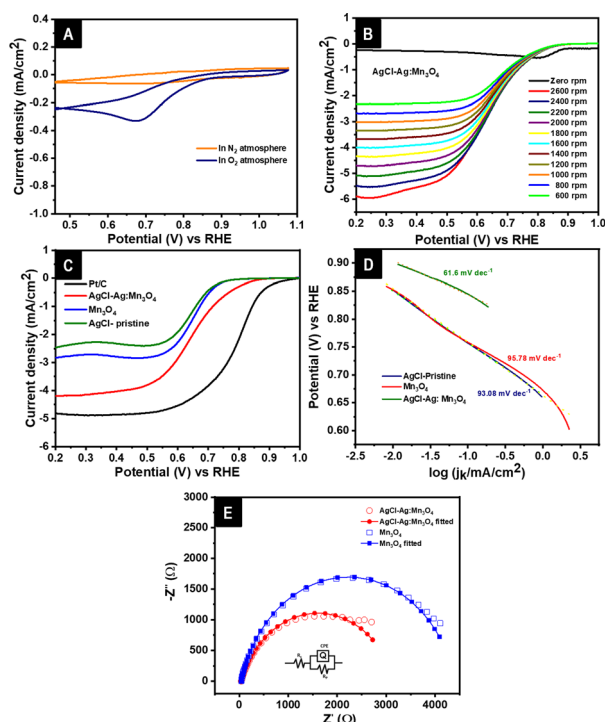 A
0.4
0.2
0.0
-0.2
-0.4
-0.6
-0.8
-1.0
Current density (mA/cm²)
In N₂ atmosphere
In O₂ atmosphere
0.5 0.6 0.7 0.8 0.9 1.0 1.1
Potential (V) vs RHE
B
1
0
-1
-2
-3
-4
-5
-6
Current density (mA/cm²)
AgCl-Ag:Mn₃O₄
Zero rpm
2600 rpm
2400 rpm
2200 rpm
2000 rpm
1800 rpm
1600 rpm
1400 rpm
1200 rpm
1000 rpm
800 rpm
600 rpm
0.2 0.3 0.4 0.5 0.6 0.7 0.8 0.9 1.0
Potential (V) vs RHE
C
1
0
-1
-2
-3
-4
-5
Current density (mA/cm²)
Pt/C
AgCl-Ag:Mn₃O₄
Mn₃O₄
AgCl- pristine
0.2 0.3 0.4 0.5 0.6 0.7 0.8 0.9 1.0
Potential (V) vs RHE
D
0.90
0.85
0.80
0.75
0.70
0.65
0.60
Potential (V) vs RHE
61.6 mV dec⁻¹
95.78 mV dec⁻¹
93.08 mV dec⁻¹
AgCl-Pristine
Mn₃O₄
AgCl-Ag: Mn₃O₄
-2.5 -2.0 -1.5 -1.0 -0.5 0.0 0.5
log (jₖ/mA/cm²)
E
3000
2500
2000
1500
1000
500
0
-Z'' (Ω)
AgCl-Ag:Mn₃O₄
AgCl-Ag:Mn₃O₄ fitted
Mn₃O₄
Mn₃O₄ fitted
CPE
Q
0 1000 2000 3000 4000
Z' (Ω)